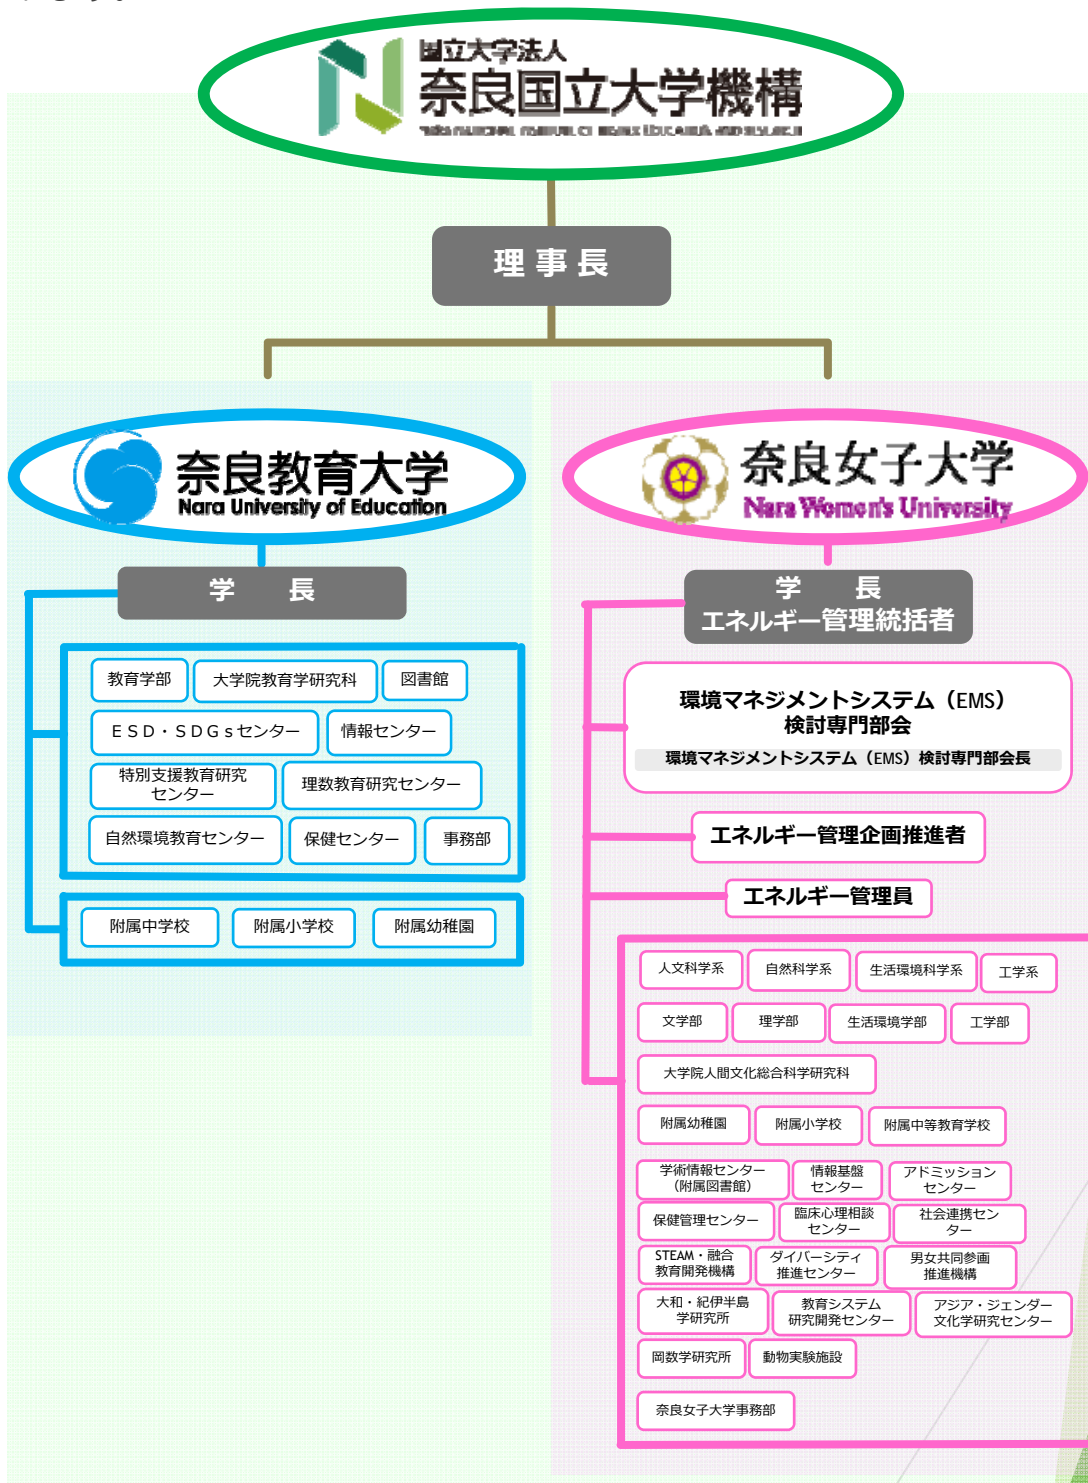 国立大学法人
奈良国立大学機構
理事長
奈良教育大学
Nara University of Education
学　長
教育学部
大学院教育学研究科
図書館
ＥＳＤ・ＳＤＧｓセンター
情報センター
特別支援教育研究
センター
理数教育研究センター
自然環境教育センター
保健センター
事務部
附属中学校
附属小学校
附属幼稚園
奈良女子大学
Nara Women's University
学　長
エネルギー管理統括者
環境マネジメントシステム（EMS）
検討専門部会
環境マネジメントシステム（EMS）検討専門部会長
エネルギー管理企画推進者
エネルギー管理員
人文科学系
自然科学系
生活環境科学系
工学系
文学部
理学部
生活環境学部
工学部
大学院人間文化総合科学研究科
附属幼稚園
附属小学校
附属中等教育学校
学術情報センター
（附属図書館）
情報基盤
センター
アドミッション
センター
保健管理センター
臨床心理相談
センター
社会連携セン
ター
STEAM・融合
教育開発機構
ダイバーシティ
推進センター
男女共同参画
推進機構
大和・紀伊半島
学研究所
教育システム
研究開発センター
アジア・ジェンダー
文化学研究センター
岡数学研究所
動物実験施設
奈良女子大学事務部